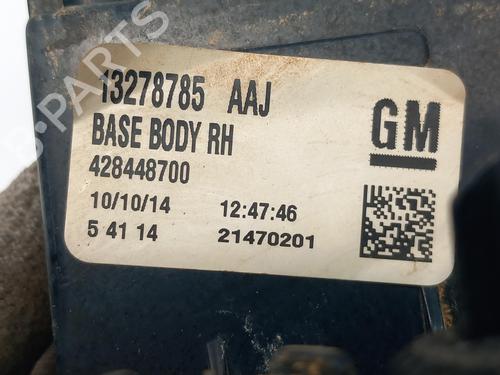 13278785 AAJ
GM
BASE BODY RH
428448700
10/10/14 12:47:46
5 41 14 21470201
B-PARTS